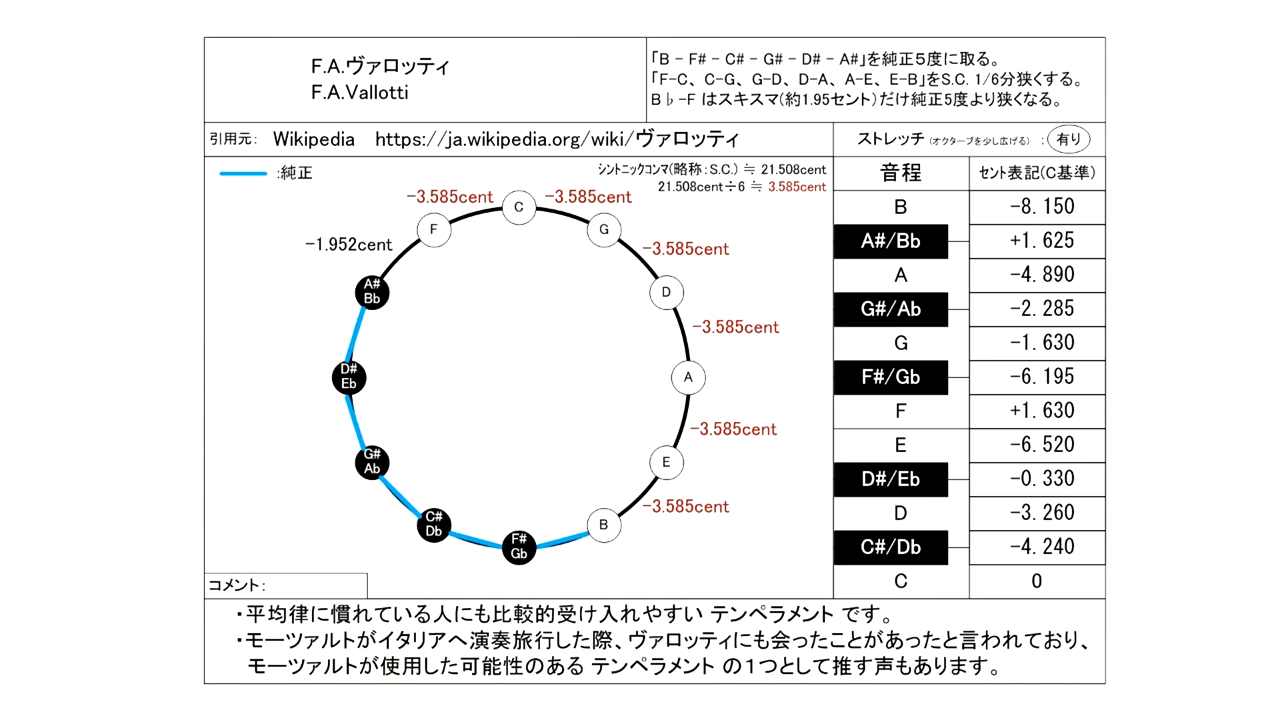 F.A.ヴァロッティ
F.A.Vallotti
「B - F# - C# - G# - D# - A#」を純正5度に取る。
「F-C、C-G、G-D、D-A、A-E、E-B」をS.C. 1/6分狭くする。
B♭-F はスキスマ(約1.95セント)だけ純正5度より狭くなる。
引用元: Wikipedia https://ja.wikipedia.org/wiki/ヴァロッティ
ストレッチ (オクターブを少し広げる) : 有り
:純正
シントニックコンマ(略称:S.C.) ≒ 21.508cent
21.508cent÷6 ≒ 3.585cent
音程 セント表記(C基準)
-3.585cent
-3.585cent
-3.585cent
-3.585cent
-3.585cent
-3.585cent
-1.952cent
C
G
D
A
E
B
F#
Gb
C#
Db
G#
Ab
D#
Eb
A#
Bb
F
B -8.150
A#/Bb +1.625
A -4.890
G#/Ab -2.285
G -1.630
F#/Gb -6.195
F +1.630
E -6.520
D#/Eb -0.330
D -3.260
C#/Db -4.240
C 0
コメント:
・平均律に慣れている人にも比較的受け入れやすい テンペラメント です。
・モーツァルトがイタリアへ演奏旅行した際、ヴァロッティにも会ったことがあったと言われており、
モーツァルトが使用した可能性のある テンペラメント の1つとして推す声もあります。